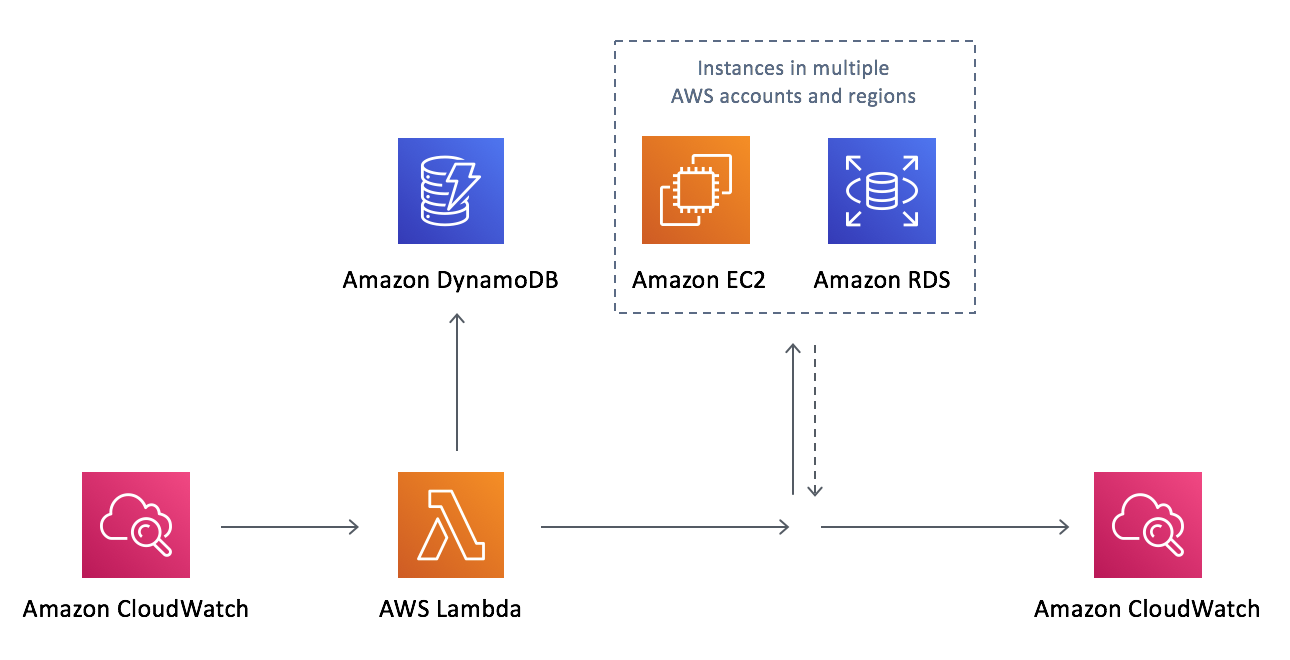 Instances in multiple
AWS accounts and regions
Amazon DynamoDB
Amazon EC2
Amazon RDS
Amazon CloudWatch
AWS Lambda
Amazon CloudWatch